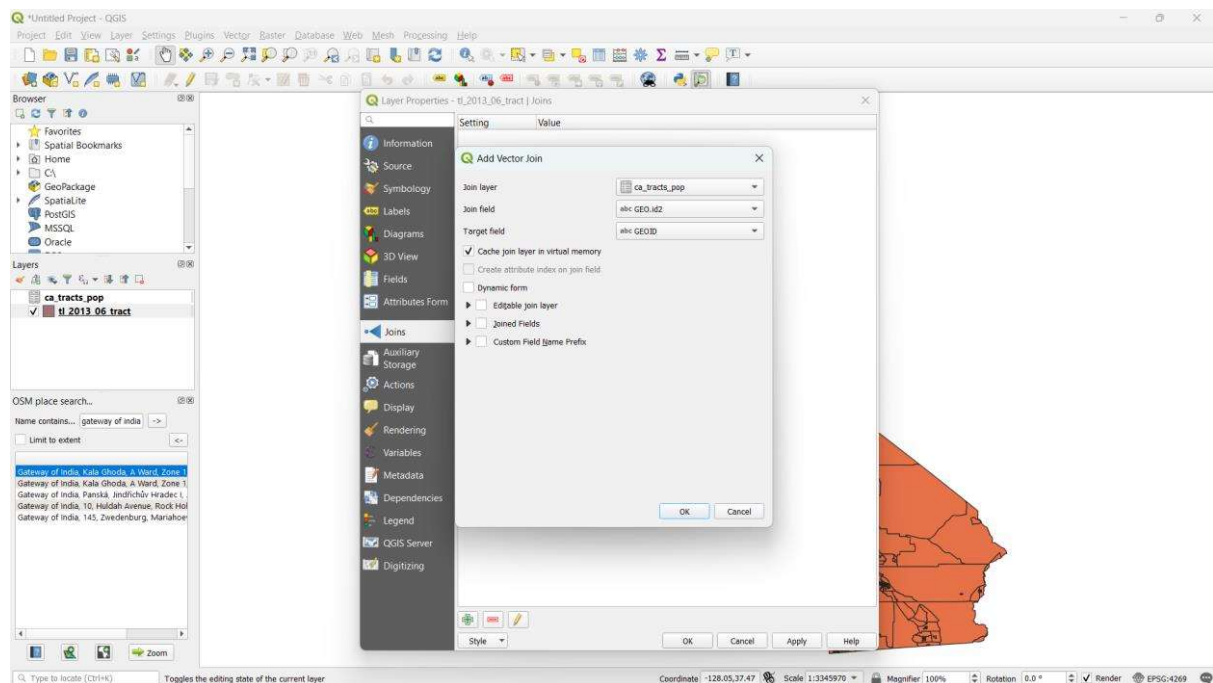 *Untitled Project - QGIS
Project Edit View Layer Settings Plugins Vector Raster Database Web Mesh Processing Help
Browser
Favorites
Spatial Bookmarks
Home
C:\
GeoPackage
SpatiaLite
PostGIS
MSSQL
Oracle
Layers
ca_tracts_pop
tl_2013_06_tract
OSM place search...
Name contains... gateway of india ->
Limit to extent <-
Gateway of India, Kala Ghoda, A Ward, Zone 1
Gateway of India, Kala Ghoda, A Ward, Zone 1
Gateway of India, Panská, Jindřichův Hradec I,
Gateway of India, 10, Huldah Avenue, Rock Hol
Gateway of India, 145, Zwedenburg, Mariahoe
Zoom
Layer Properties - tl_2013_06_tract | Joins
Information
Source
Symbology
abc Labels
Diagrams
3D View
Fields
Attributes Form
Joins
Auxiliary
Storage
Actions
Display
Rendering
Variables
Metadata
Dependencies
Legend
QGIS Server
Digitizing
Setting Value
Add Vector Join
Join layer ca_tracts_pop
Join field abc GEO.id2
Target field abc GEOID
Cache join layer in virtual memory
Create attribute index on join field
Dynamic form
Editable join layer
Joined Fields
Custom Field Name Prefix
OK Cancel
Style OK Cancel Apply Help
Type to locate (Ctrl+K) Toggles the editing state of the current layer Coordinate -128.05,37.47 Scale 1:3345970 Magnifier 100% Rotation 0.0 ° Render EPSG:4269